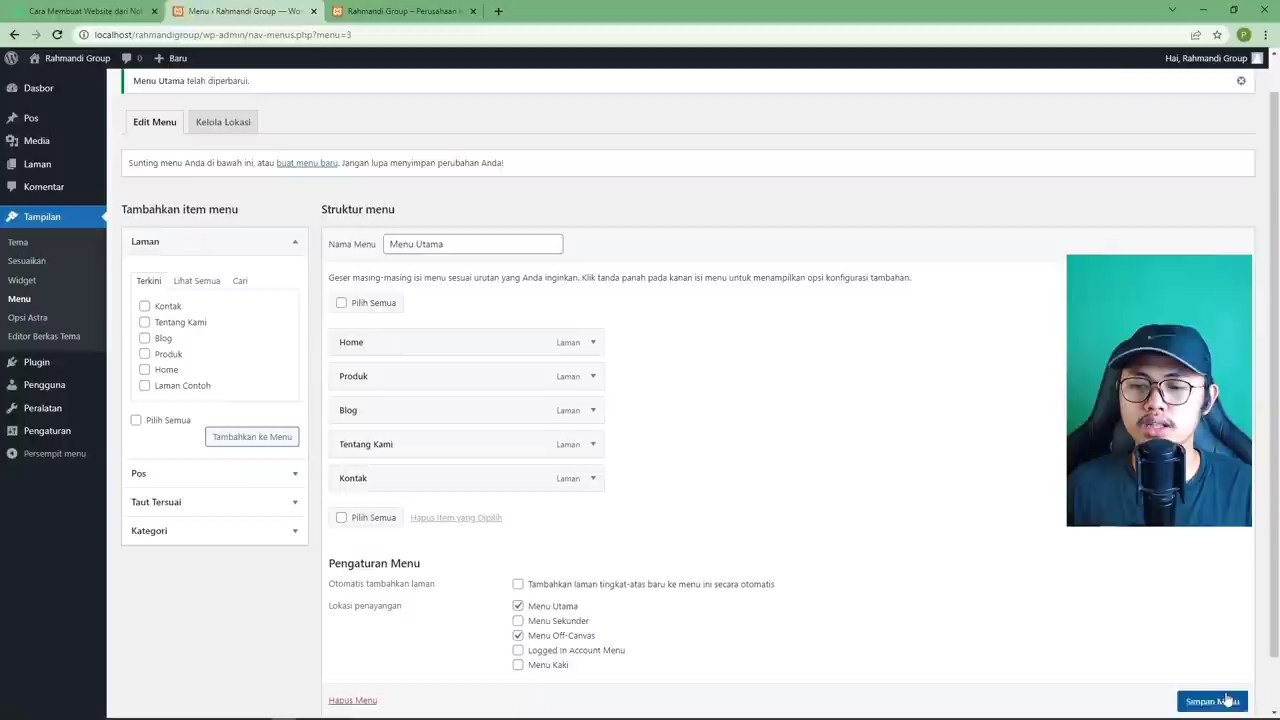 Cara Membuat Website dari Nol
Menu ‹ Rahmandi Group — Wo
Rahmandi Group – Perusahaan K
localhost/rahmandigroup/wp-admin/nav-menus.php?menu=3
P
Rahmandi Group
0
Baru
Hai, Rahmandi Group
Dasbor
Pos
Media
Laman
Komentar
Tampilan
Tema
Sesuaikan
Widget
Menu
Opsi Astra
Editor Berkas Tema
Plugin
Pengguna
Peralatan
Pengaturan
Persempit menu
Menu Utama telah diperbarui.
Edit Menu
Kelola Lokasi
Sunting menu Anda di bawah ini, atau buat menu baru. Jangan lupa menyimpan perubahan Anda!
Tambahkan item menu
Laman
Terkini Lihat Semua Cari
Kontak
Tentang Kami
Blog
Produk
Home
Laman Contoh
Pilih Semua
Tambahkan ke Menu
Pos
Taut Tersuai
Kategori
Struktur menu
Nama Menu Menu Utama
Geser masing-masing isi menu sesuai urutan yang Anda inginkan. Klik tanda panah pada kanan isi menu untuk menampilkan opsi konfigurasi tambahan.
Pilih Semua
Home Laman
Produk Laman
Blog Laman
Tentang Kami Laman
Kontak Laman
Pilih Semua Hapus Item yang Dipilih
Pengaturan Menu
Otomatis tambahkan laman
Tambahkan laman tingkat-atas baru ke menu ini secara otomatis
Lokasi penayangan
Menu Utama
Menu Sekunder
Menu Off-Canvas
Logged In Account Menu
Menu Kaki
Hapus Menu
Simpan Menu